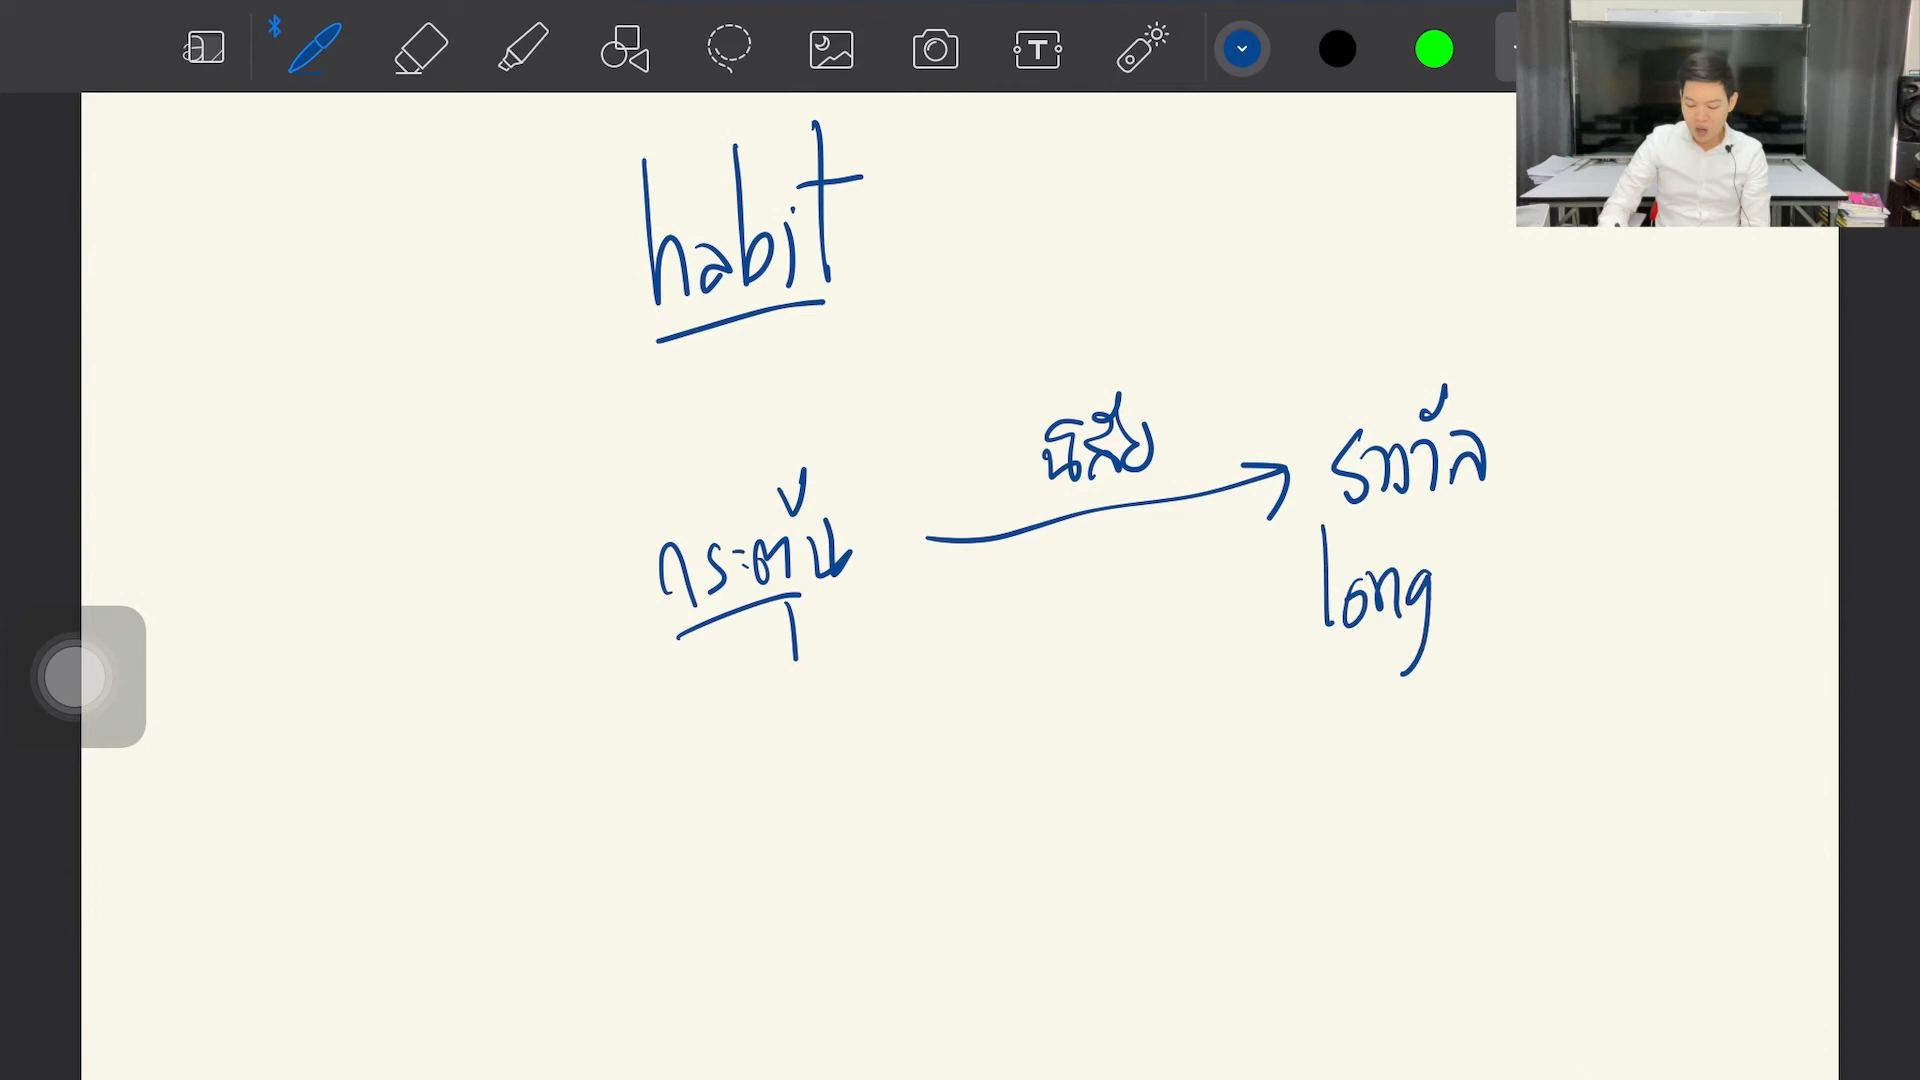 habit
นิสัย
รางวัล
กระตุ้น
long